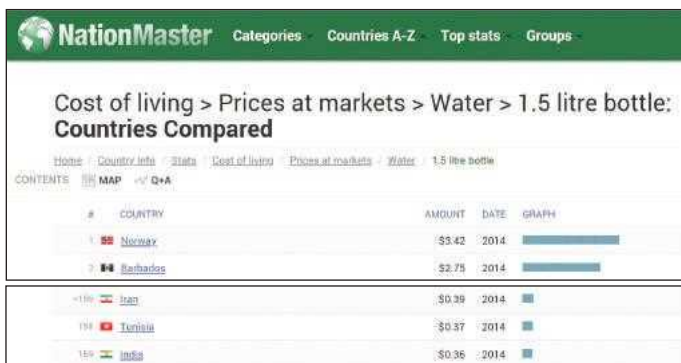 NationMaster Categories Countries A-Z Top stats Groups
Cost of living > Prices at markets > Water > 1.5 litre bottle:
Countries Compared
Home / Country Info / Stats / Cost of living / Prices at markets / Water / 1.5 litre bottle
CONTENTS MAP Q+A
# COUNTRY AMOUNT DATE GRAPH
1 Norway $3.42 2014
2 Barbados $2.75 2014
Iran $0.39 2014
Tunisia $0.37 2014
159 India $0.36 2014